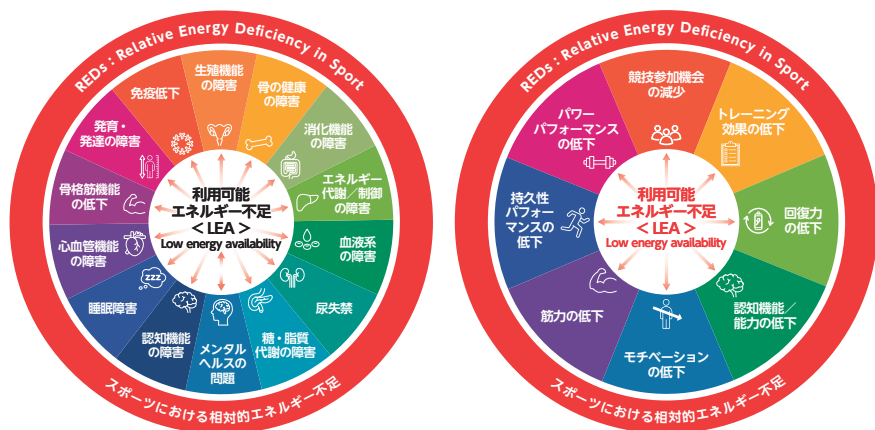 REDs：Relative Energy Deficiency in Sport
生殖機能
の障害
骨の健康
の障害
消化機能
の障害
エネルギー
代謝／制御
の障害
血液系
の障害
尿失禁
糖・脂質
代謝の障害
メンタル
ヘルスの
問題
認知機能
の障害
睡眠障害
zzz
心血管機能
の障害
骨格筋機能
の低下
発育・
発達の障害
免疫低下
利用可能
エネルギー不足
＜LEA＞
Low energy availability
スポーツにおける相対的エネルギー不足
REDs：Relative Energy Deficiency in Sport
競技参加機会
の減少
トレーニング
効果の低下
回復力
の低下
認知機能／
能力の低下
モチベーション
の低下
筋力の低下
持久性
パフォー
マンスの
低下
パワー
パフォーマンス
の低下
利用可能
エネルギー不足
＜LEA＞
Low energy availability
スポーツにおける相対的エネルギー不足